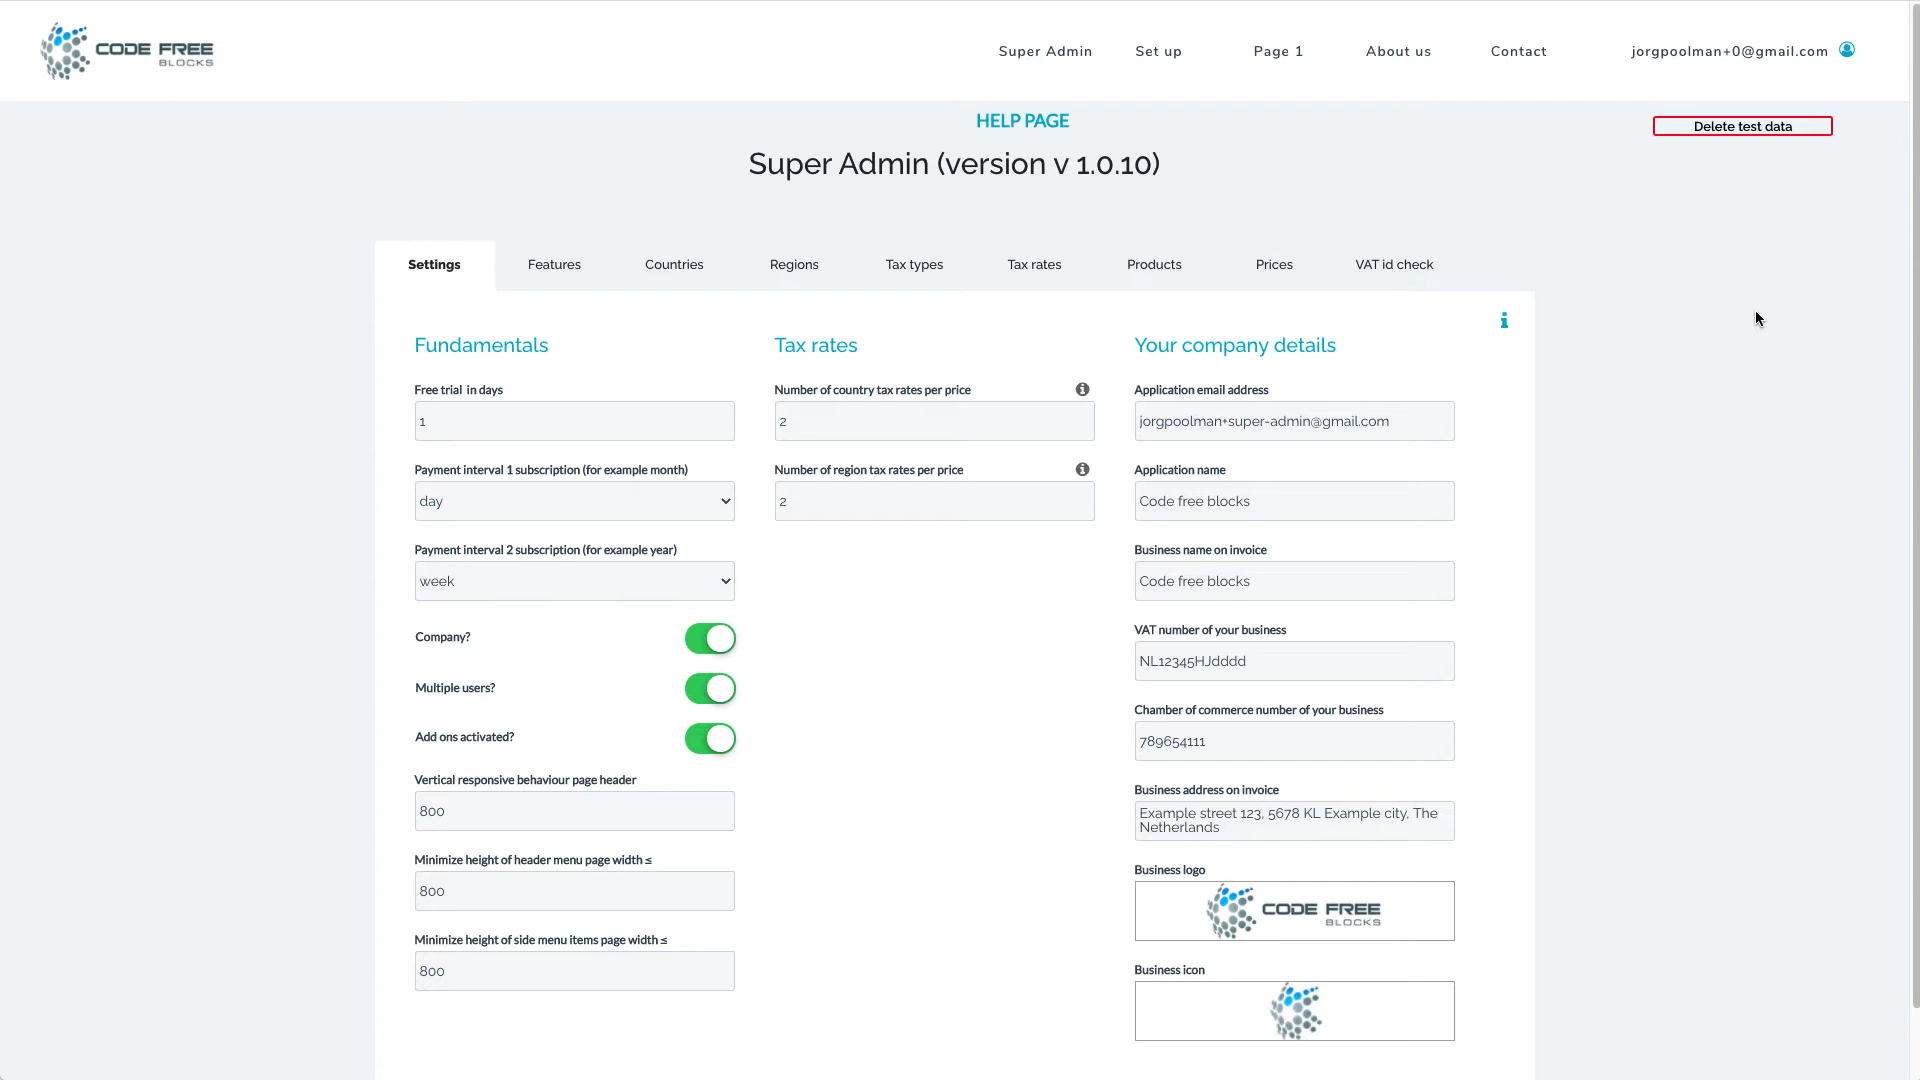 CODE FREE
BLOCKS
Super Admin
Set up
Page 1
About us
Contact
jorgpoolman+0@gmail.com
HELP PAGE
Delete test data
Super Admin (version v 1.0.10)
Settings
Features
Countries
Regions
Tax types
Tax rates
Products
Prices
VAT id check
Fundamentals
Free trial in days
1
Payment interval 1 subscription (for example month)
day
Payment interval 2 subscription (for example year)
week
Company?
Multiple users?
Add ons activated?
Vertical responsive behaviour page header
800
Minimize height of header menu page width ≤
800
Minimize height of side menu items page width ≤
800
Tax rates
Number of country tax rates per price
2
Number of region tax rates per price
2
Your company details
Application email address
jorgpoolman+super-admin@gmail.com
Application name
Code free blocks
Business name on invoice
Code free blocks
VAT number of your business
NL12345HJdddd
Chamber of commerce number of your business
789654111
Business address on invoice
Example street 123, 5678 KL Example city, The
Netherlands
Business logo
CODE FREE
BLOCKS
Business icon